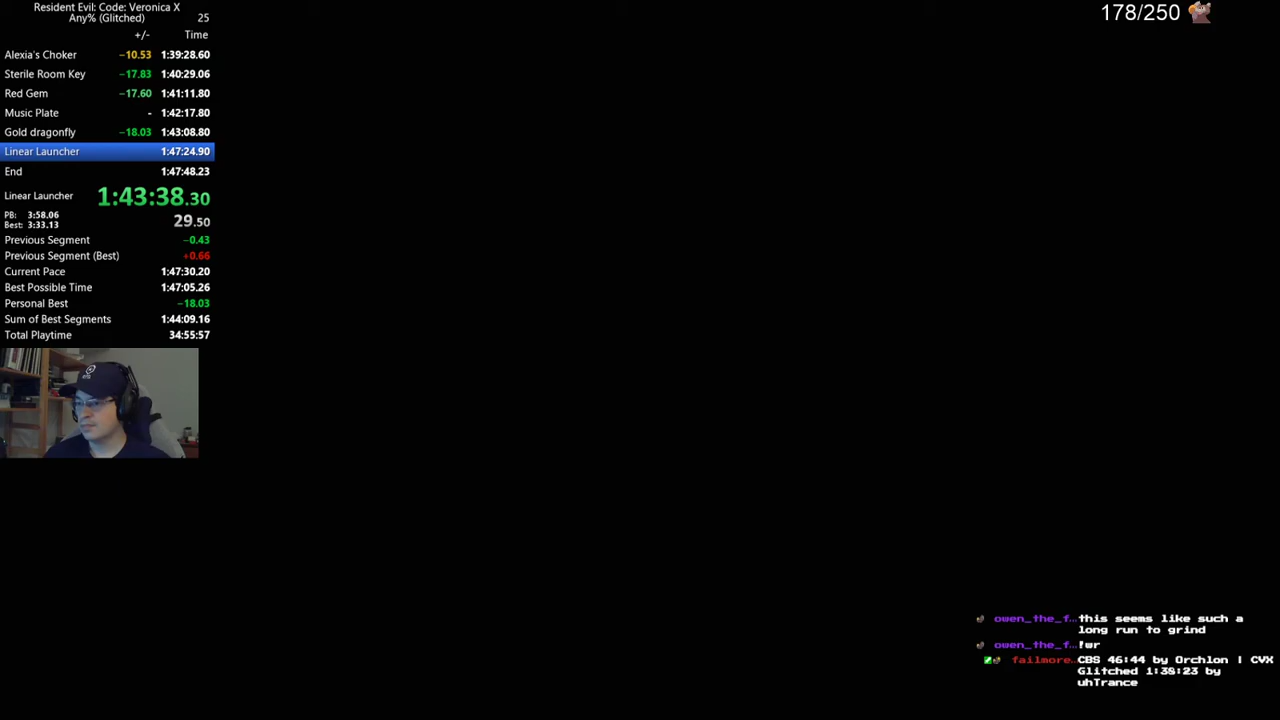 Resident Evil: Code: Veronica X
Any% (Glitched) 25
+/- Time
Alexia's Choker −10.53 1:39:28.60
Sterile Room Key −17.83 1:40:29.06
Red Gem −17.60 1:41:11.80
Music Plate - 1:42:17.80
Gold dragonfly −18.03 1:43:08.80
Linear Launcher 1:47:24.90
End 1:47:48.23
Linear Launcher 1:43:38.30
PB: 3:58.06
Best: 3:33.13
29.50
Previous Segment −0.43
Previous Segment (Best) +0.66
Current Pace 1:47:30.20
Best Possible Time 1:47:05.26
Personal Best −18.03
Sum of Best Segments 1:44:09.16
Total Playtime 34:55:57
178/250
owen_the_f… this seems like such a
long run to grind
owen_the_f… !wr
failmore… CBS 46:44 by Orchlon | CVX
Glitched 1:38:23 by
uhTrance